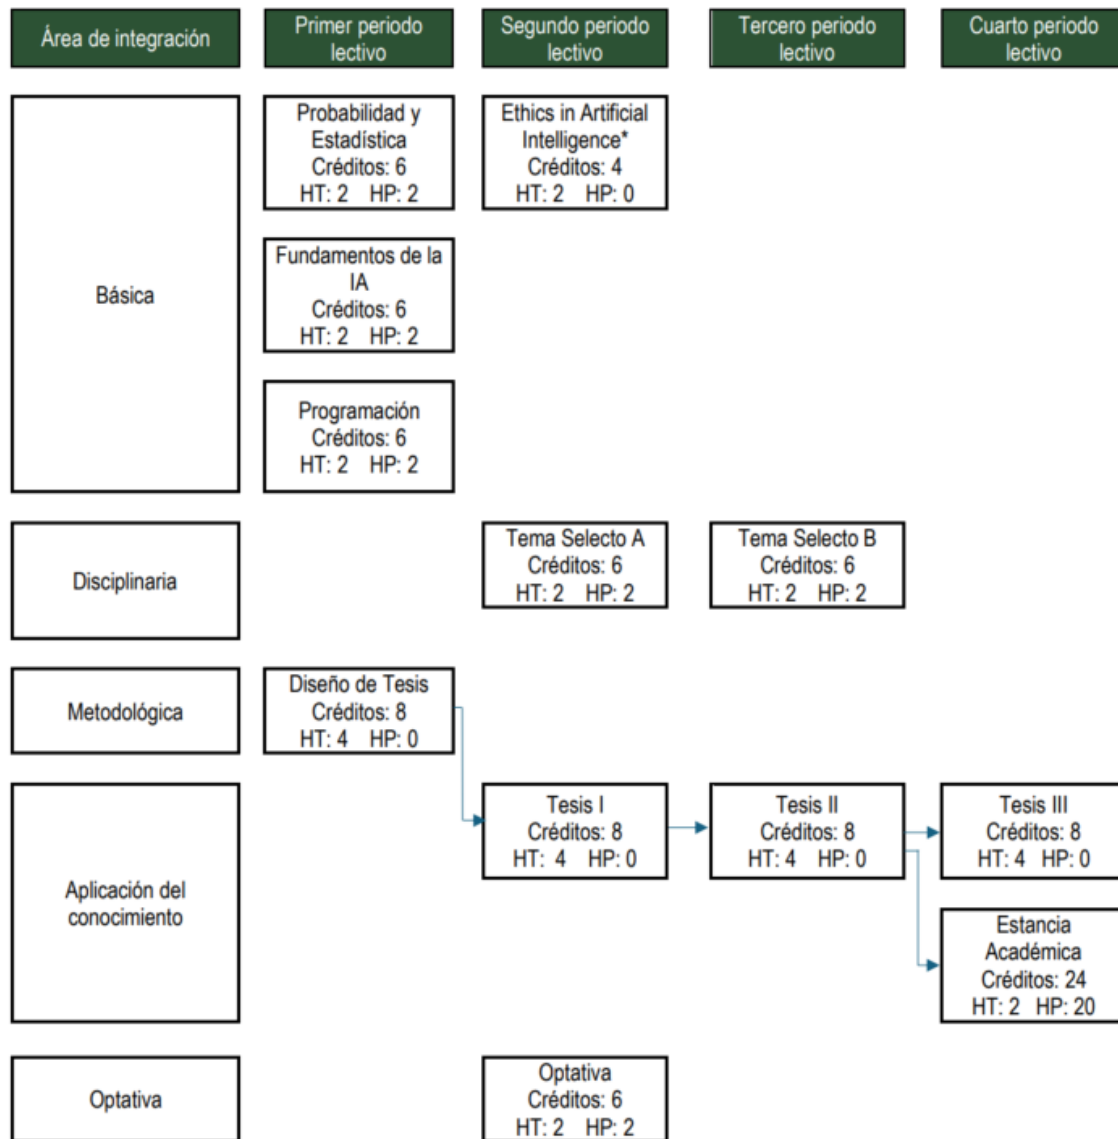 Área de integración
Primer periodo
lectivo
Segundo periodo
lectivo
Tercero periodo
lectivo
Cuarto periodo
lectivo
Básica
Probabilidad y
Estadística
Créditos: 6
HT: 2 HP: 2
Ethics in Artificial
Intelligence*
Créditos: 4
HT: 2 HP: 0
Fundamentos de la
IA
Créditos: 6
HT: 2 HP: 2
Programación
Créditos: 6
HT: 2 HP: 2
Disciplinaria
Tema Selecto A
Créditos: 6
HT: 2 HP: 2
Tema Selecto B
Créditos: 6
HT: 2 HP: 2
Metodológica
Diseño de Tesis
Créditos: 8
HT: 4 HP: 0
Aplicación del
conocimiento
Tesis I
Créditos: 8
HT: 4 HP: 0
Tesis II
Créditos: 8
HT: 4 HP: 0
Tesis III
Créditos: 8
HT: 4 HP: 0
Estancia
Académica
Créditos: 24
HT: 2 HP: 20
Optativa
Optativa
Créditos: 6
HT: 2 HP: 2